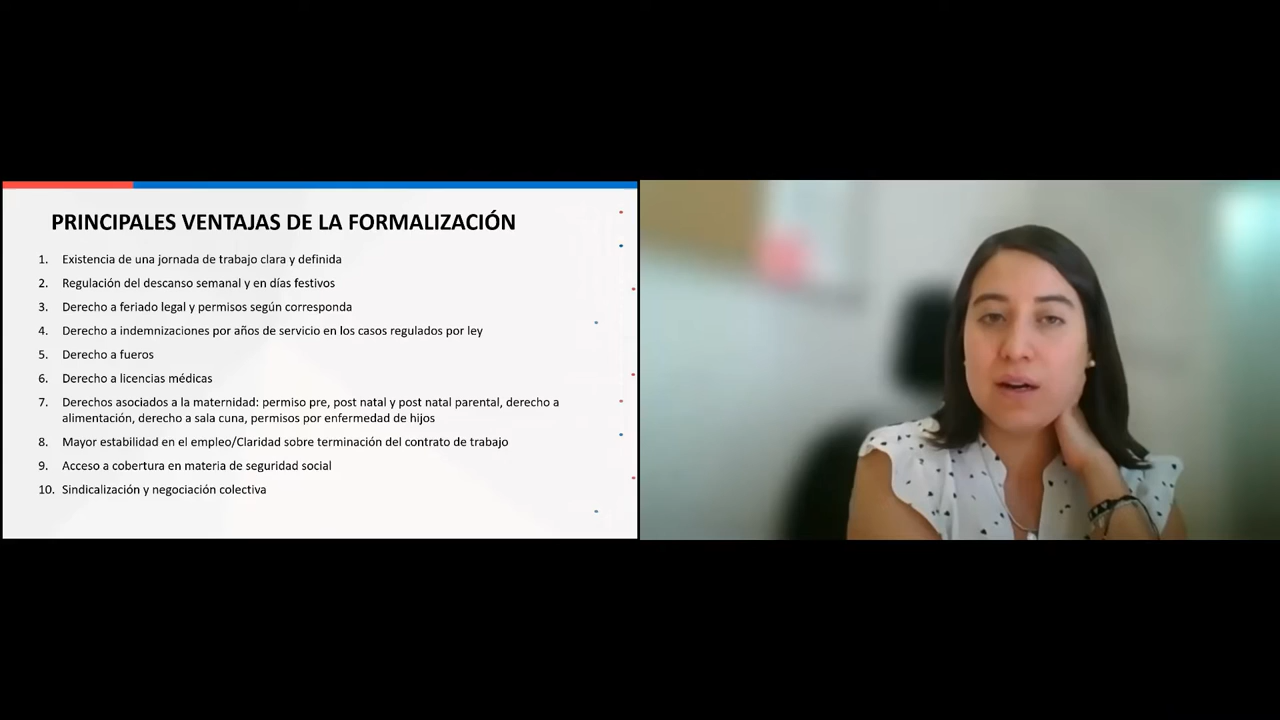 PRINCIPALES VENTAJAS DE LA FORMALIZACIÓN
1. Existencia de una jornada de trabajo clara y definida
2. Regulación del descanso semanal y en días festivos
3. Derecho a feriado legal y permisos según corresponda
4. Derecho a indemnizaciones por años de servicio en los casos regulados por ley
5. Derecho a fueros
6. Derecho a licencias médicas
7. Derechos asociados a la maternidad: permiso pre, post natal y post natal parental, derecho a
alimentación, derecho a sala cuna, permisos por enfermedad de hijos
8. Mayor estabilidad en el empleo/Claridad sobre terminación del contrato de trabajo
9. Acceso a cobertura en materia de seguridad social
10. Sindicalización y negociación colectiva